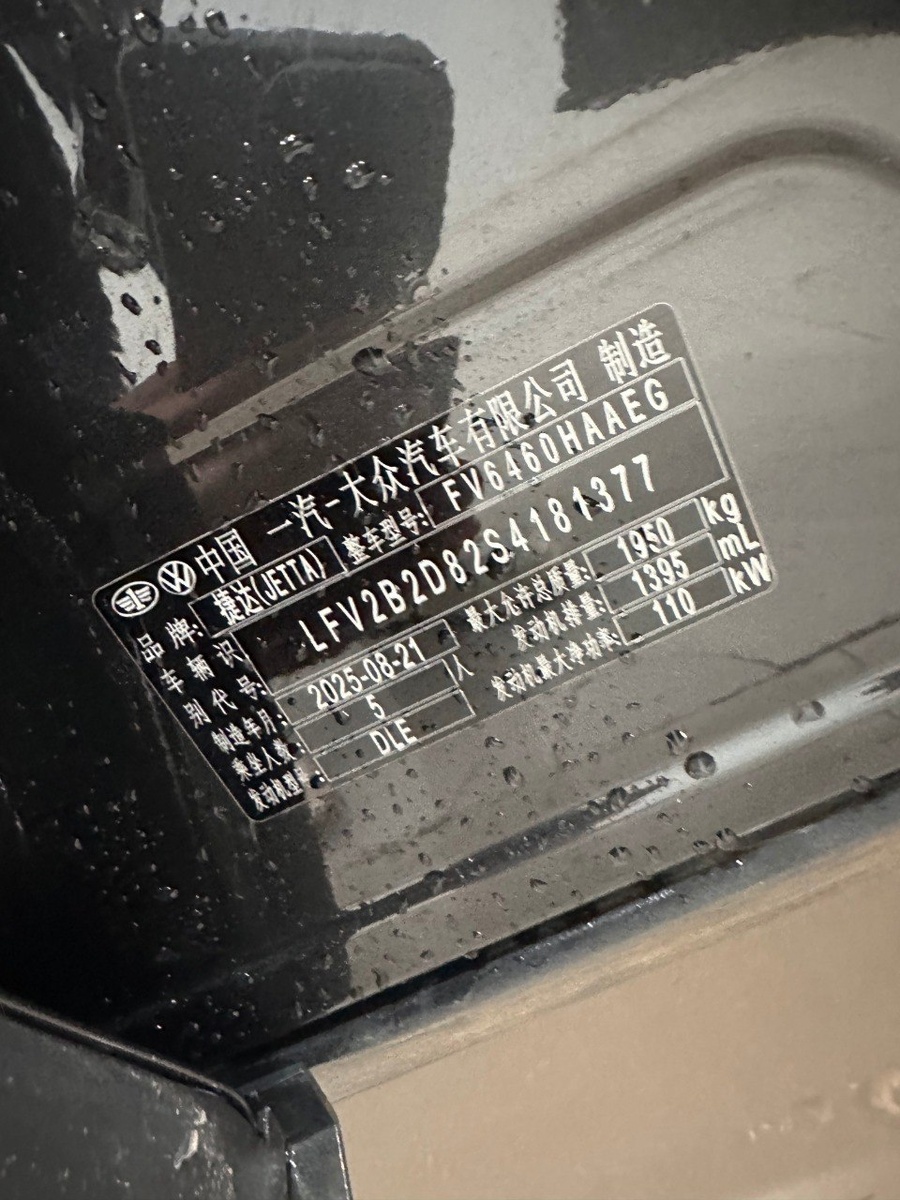 中国 一汽-大众汽车有限公司 制造
品牌: 捷达(JETTA) 整车型号: FV6460HAAEG
车辆识别代号: LFV2B2D82S4181377
制造年月: 2025-08-21 最大允许总质量: 1950 kg
乘坐人数: 5 人 发动机排量: 1395 mL
发动机型号: DLE 发动机最大净功率: 110 kW